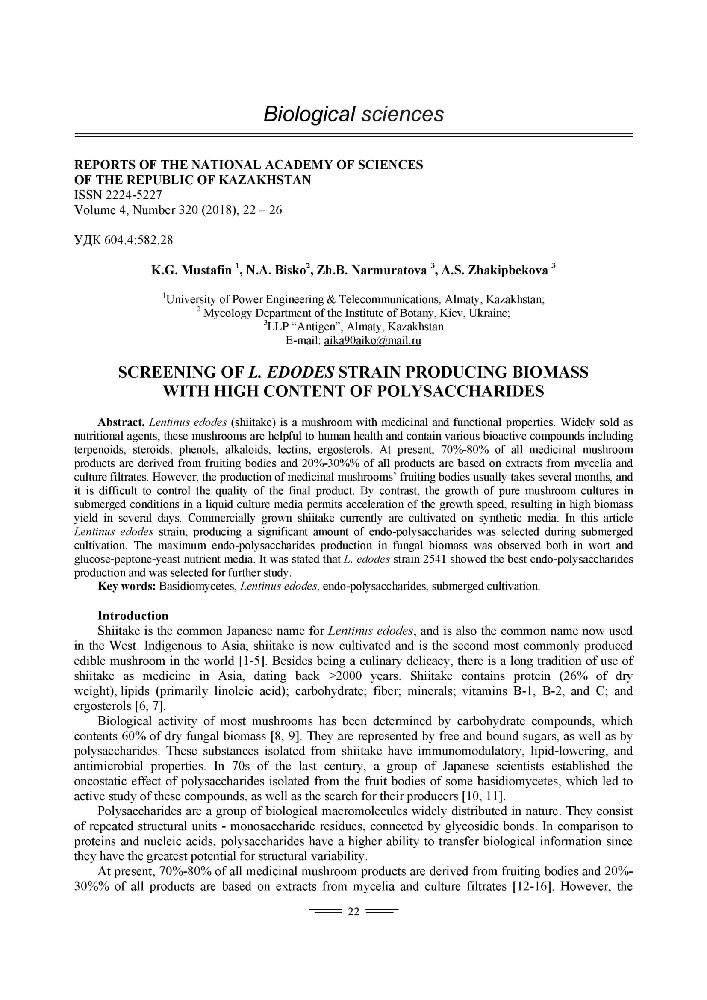 Biological sciences
REPORTS OF THE NATIONAL ACADEMY OF SCIENCES
OF THE REPUBLIC OF KAZAKHSTAN
ISSN 2224-5227
Volume 4, Number 320 (2018), 22 – 26
УДК 604.4:582.28
K.G. Mustafin ¹, N.A. Bisko², Zh.B. Narmuratova ³, A.S. Zhakipbekova ³
¹University of Power Engineering & Telecommunications, Almaty, Kazakhstan;
² Mycology Department of the Institute of Botany, Kiev, Ukraine;
³LLP “Antigen”, Almaty, Kazakhstan
E-mail: aika90aiko@mail.ru
SCREENING OF L. EDODES STRAIN PRODUCING BIOMASS
WITH HIGH CONTENT OF POLYSACCHARIDES
Abstract. Lentinus edodes (shiitake) is a mushroom with medicinal and functional properties. Widely sold as
nutritional agents, these mushrooms are helpful to human health and contain various bioactive compounds including
terpenoids, steroids, phenols, alkaloids, lectins, ergosterols. At present, 70%-80% of all medicinal mushroom
products are derived from fruiting bodies and 20%-30%% of all products are based on extracts from mycelia and
culture filtrates. However, the production of medicinal mushrooms’ fruiting bodies usually takes several months, and
it is difficult to control the quality of the final product. By contrast, the growth of pure mushroom cultures in
submerged conditions in a liquid culture media permits acceleration of the growth speed, resulting in high biomass
yield in several days. Commercially grown shiitake currently are cultivated on synthetic media. In this article
Lentinus edodes strain, producing a significant amount of endo-polysaccharides was selected during submerged
cultivation. The maximum endo-polysaccharides production in fungal biomass was observed both in wort and
glucose-peptone-yeast nutrient media. It was stated that L. edodes strain 2541 showed the best endo-polysaccharides
production and was selected for further study.
Key words: Basidiomycetes, Lentinus edodes, endo-polysaccharides, submerged cultivation.
Introduction
Shiitake is the common Japanese name for Lentinus edodes, and is also the common name now used
in the West. Indigenous to Asia, shiitake is now cultivated and is the second most commonly produced
edible mushroom in the world [1-5]. Besides being a culinary delicacy, there is a long tradition of use of
shiitake as medicine in Asia, dating back >2000 years. Shiitake contains protein (26% of dry
weight), lipids (primarily linoleic acid); carbohydrate; fiber; minerals; vitamins B-1, B-2, and C; and
ergosterols [6, 7].
Biological activity of most mushrooms has been determined by carbohydrate compounds, which
contents 60% of dry fungal biomass [8, 9]. They are represented by free and bound sugars, as well as by
polysaccharides. These substances isolated from shiitake have immunomodulatory, lipid-lowering, and
antimicrobial properties. In 70s of the last century, a group of Japanese scientists established the
oncostatic effect of polysaccharides isolated from the fruit bodies of some basidiomycetes, which led to
active study of these compounds, as well as the search for their producers [10, 11].
Polysaccharides are a group of biological macromolecules widely distributed in nature. They consist
of repeated structural units - monosaccharide residues, connected by glycosidic bonds. In comparison to
proteins and nucleic acids, polysaccharides have a higher ability to transfer biological information since
they have the greatest potential for structural variability.
At present, 70%-80% of all medicinal mushroom products are derived from fruiting bodies and 20%-
30%% of all products are based on extracts from mycelia and culture filtrates [12-16]. However, the
22